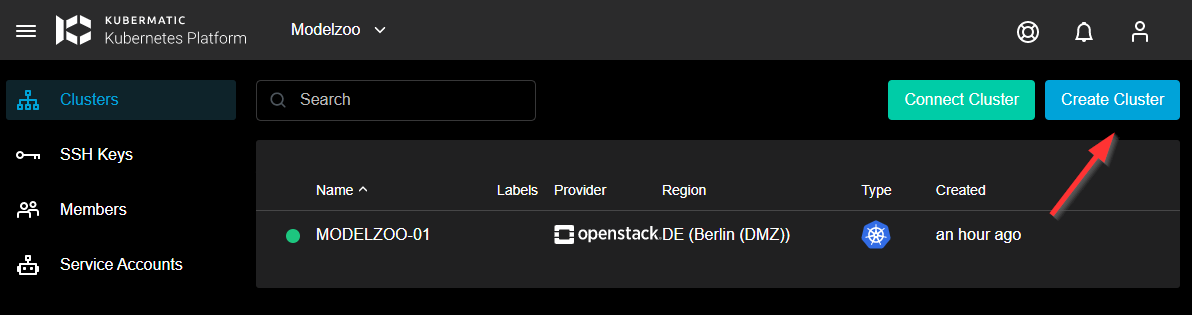 KUBERMATIC
Kubernetes Platform
Modelzoo
Clusters
Search
Connect Cluster
Create Cluster
SSH Keys
Members
Service Accounts
Name Labels Provider Region Type Created
MODELZOO-01 openstack. DE (Berlin (DMZ)) an hour ago